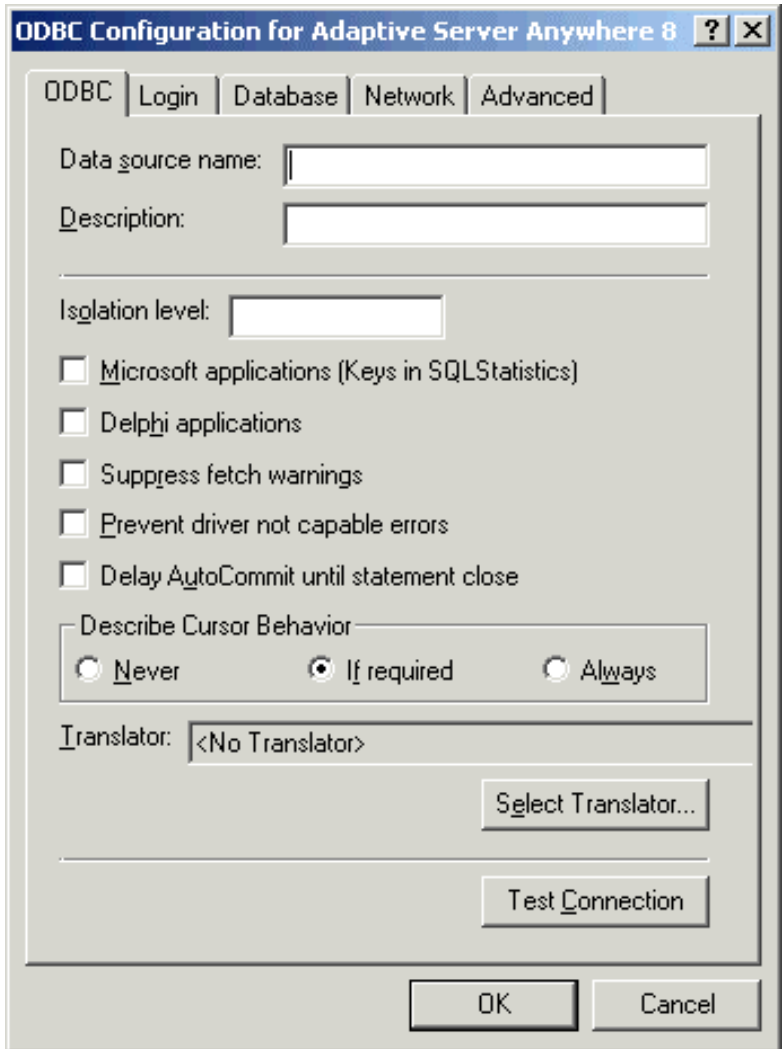 ODBC Configuration for Adaptive Server Anywhere 8
ODBC Login Database Network Advanced
Data source name:
Description:
Isolation level:
Microsoft applications (Keys in SQLStatistics)
Delphi applications
Suppress fetch warnings
Prevent driver not capable errors
Delay AutoCommit until statement close
Describe Cursor Behavior
Never If required Always
Translator: <No Translator>
Select Translator...
Test Connection
OK Cancel